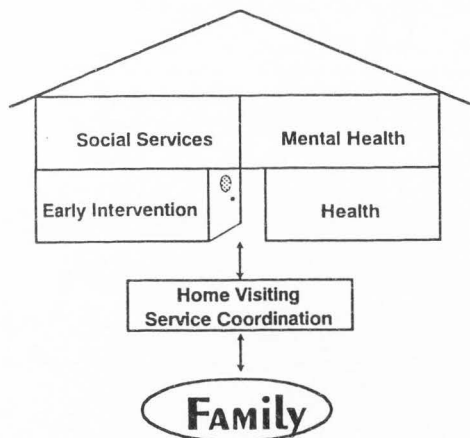 Social Services
Mental Health
Early Intervention
Health
Home Visiting
Service Coordination
FAMily